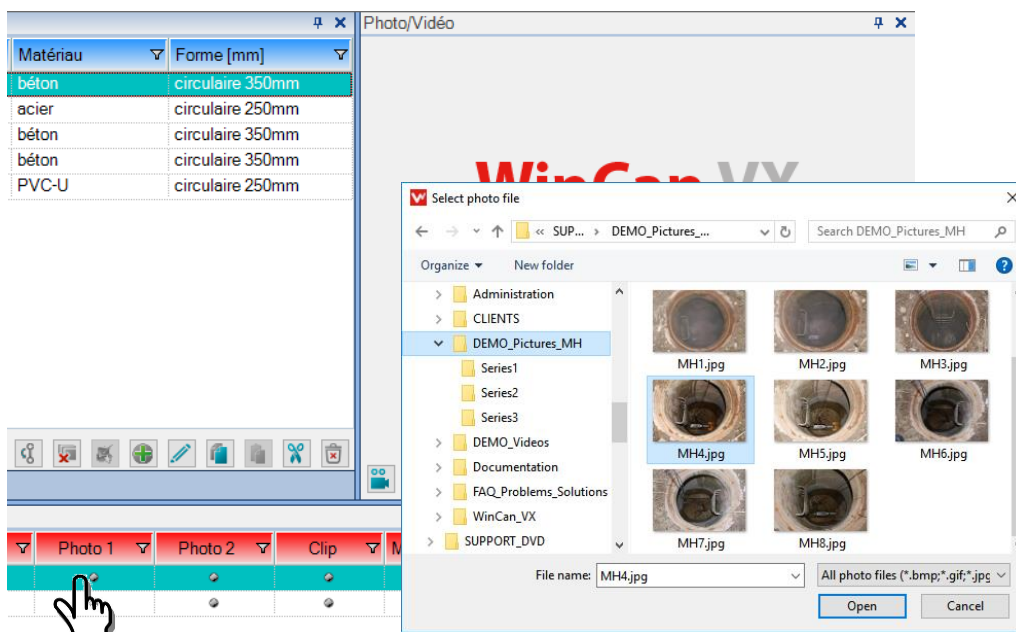 Photo/Vidéo
Matériau
Forme [mm]
béton
circulaire 350mm
acier
circulaire 250mm
béton
circulaire 350mm
béton
circulaire 350mm
PVC-U
circulaire 250mm
WinCan VX
Select photo file
« SUP... › DEMO_Pictures_...
Search DEMO_Pictures_MH
Organize
New folder
Administration
CLIENTS
DEMO_Pictures_MH
Series1
Series2
Series3
DEMO_Videos
Documentation
FAQ_Problems_Solutions
WinCan_VX
SUPPORT_DVD
MH1.jpg
MH2.jpg
MH3.jpg
MH4.jpg
MH5.jpg
MH6.jpg
MH7.jpg
MH8.jpg
File name:
MH4.jpg
All photo files (*.bmp;*.gif;*.jpg
Open
Cancel
Photo 1
Photo 2
Clip